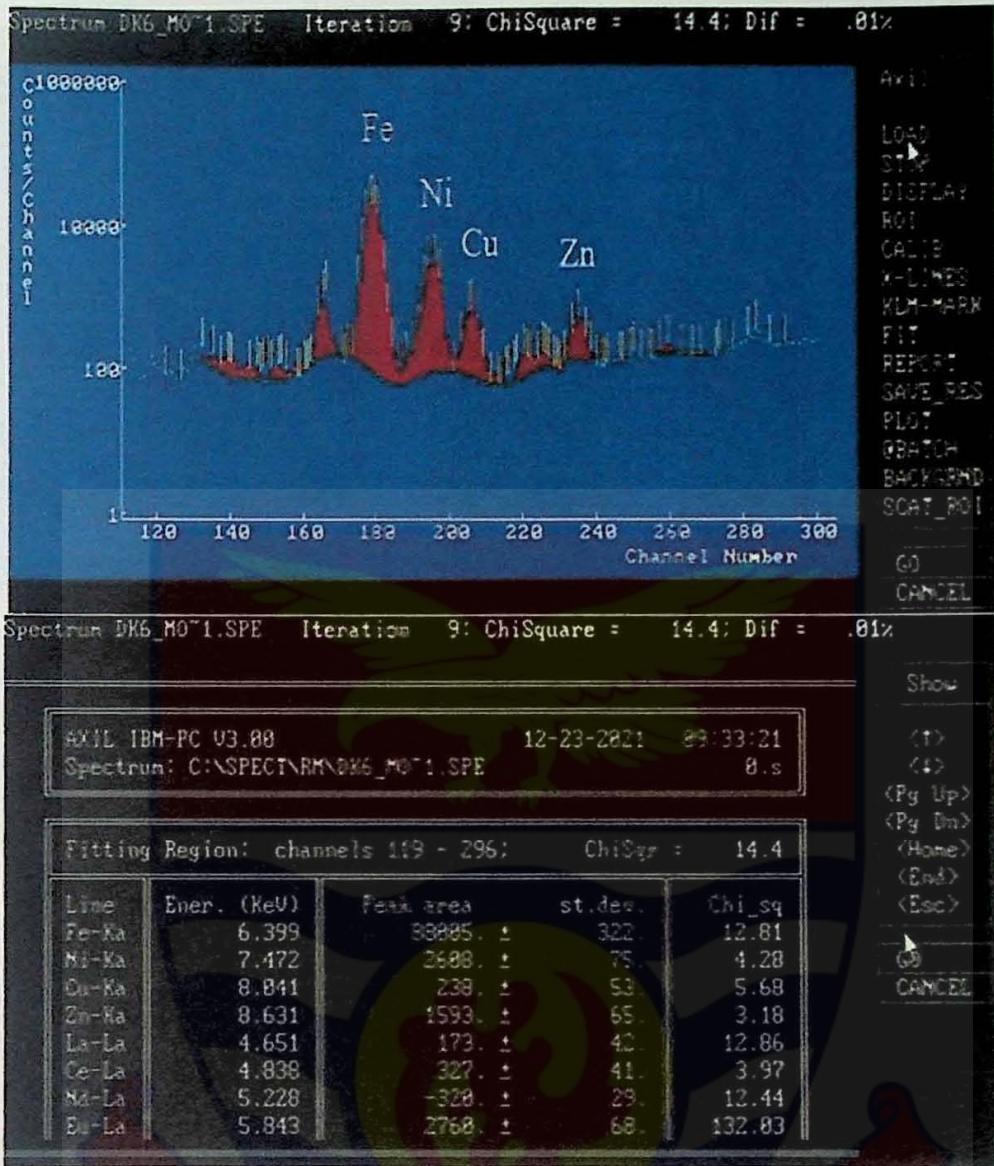 Spectrum DK6_MO~1.SPE Iteration 9: ChiSquare = 14.4; Dif = .01%
Counts/Channel
1000000
10000
100
1
Fe
Ni
Cu
Zn
120 140 160 180 200 220 240 260 280 300
Channel Number
Axil
LOAD
DISPLAY
ROI
CALIB
X-LINES
KLM-MARK
FIT
REPORT
SAVE_RES
PLOT
@BATCH
BACKGRND
SCAT_ROI
GO
CANCEL
Spectrum DK6_MO~1.SPE Iteration 9: ChiSquare = 14.4; Dif = .01%
AXIL IBM-PC V3.00 12-23-2021 09:33:21
Spectrum: C:\SPECT\RM\DK6_MO~1.SPE 0.s
Fitting Region: channels 119 - 296; ChiSqr = 14.4
Line Ener. (KeV) Peak area st.dev. Chi_sq
Fe-Ka 6.399 ± 322. 12.81
Ni-Ka 7.472 2608. ± 75. 4.28
Cu-Ka 8.041 238. ± 53. 5.68
Zn-Ka 8.631 1593. ± 65. 3.18
La-La 4.651 173. ± 42. 12.86
Ce-La 4.838 327. ± 41. 3.97
Nd-La 5.228 -320. ± 29. 12.44
Eu-La 5.843 2760. ± 68. 132.03
Show
<↑>
<↓>
<Pg Up>
<Pg Dn>
<Home>
<End>
<Esc>
CANCEL